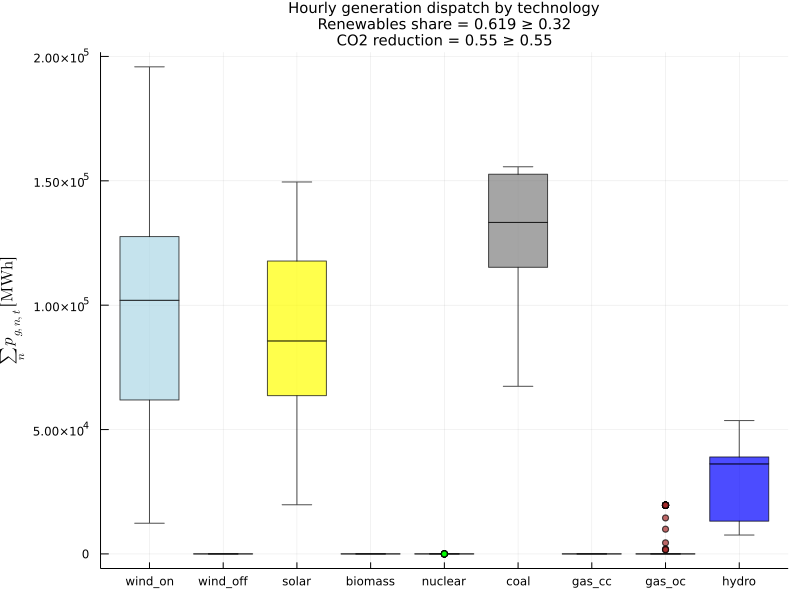 Hourly generation dispatch by technology
Renewables share = 0.619 ≥ 0.32
CO2 reduction = 0.55 ≥ 0.55
2.00×10⁵
1.50×10⁵
1.00×10⁵
5.00×10⁴
0
∑ₙ p_{g,n,t} [MWh]
wind_on wind_off solar biomass nuclear coal gas_cc gas_oc hydro